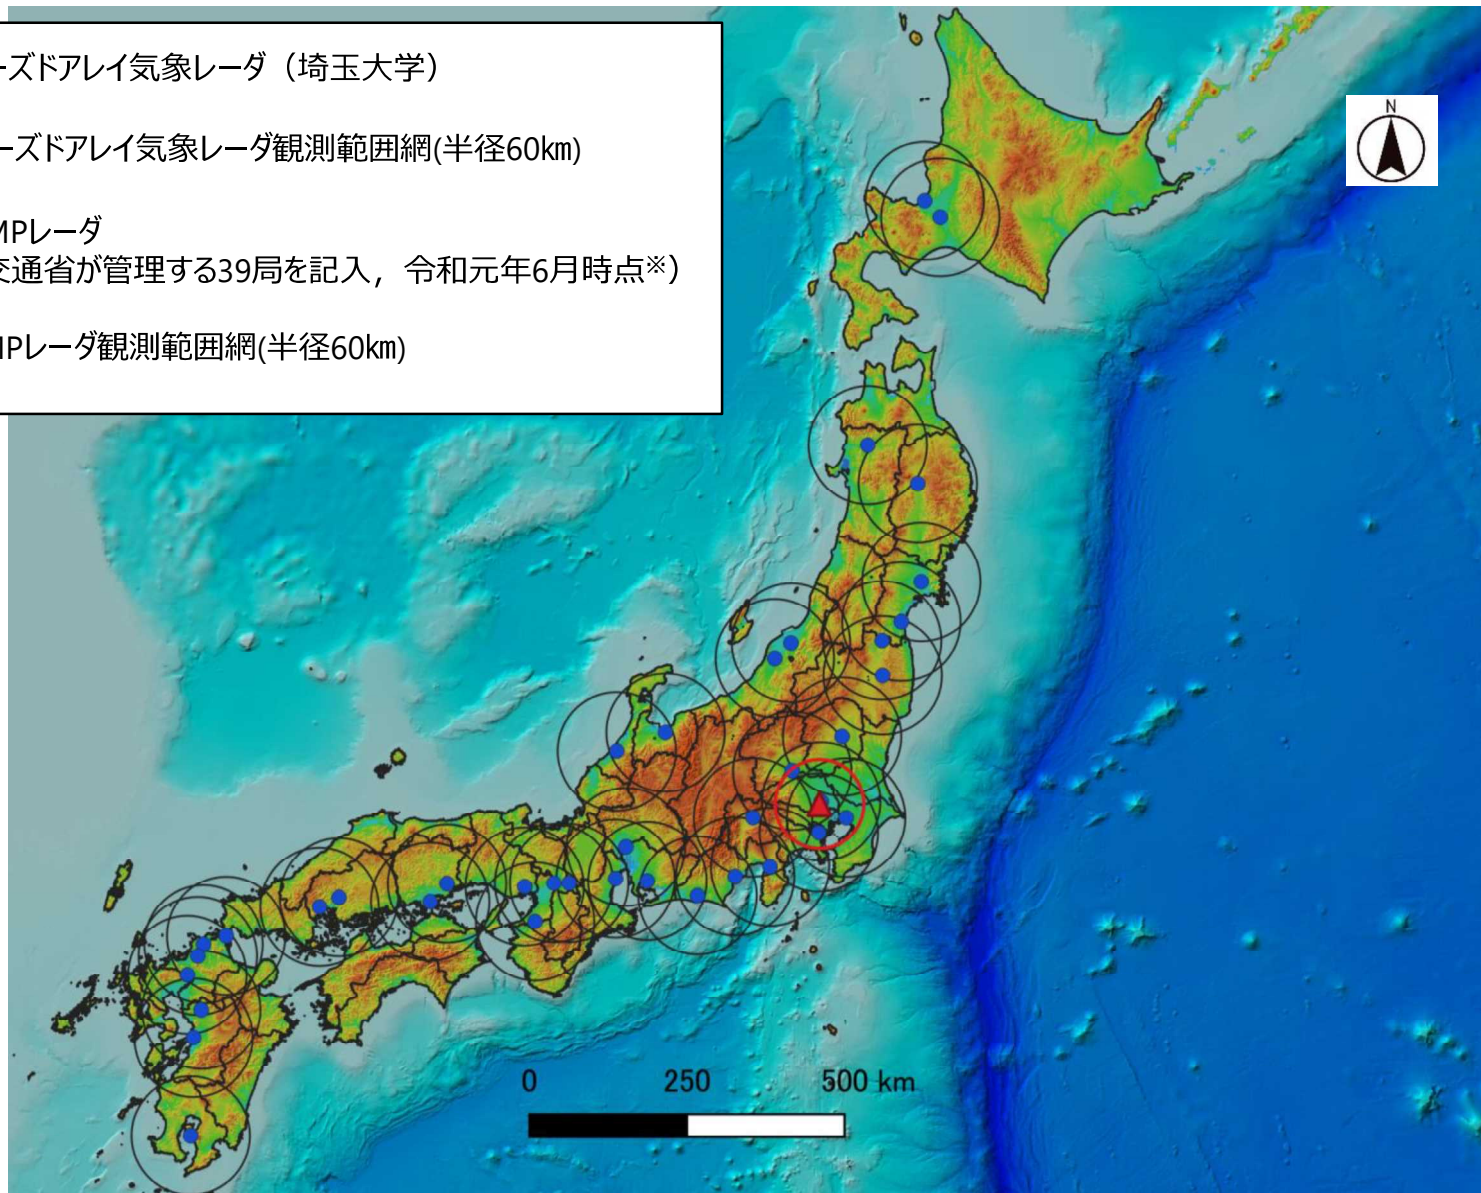 ーズドアレイ気象レーダ（埼玉大学）
ーズドアレイ気象レーダ観測範囲網(半径60km)
MPレーダ
交通省が管理する39局を記入，令和元年6月時点※）
MPレーダ観測範囲網(半径60km)
N
0 250 500 km